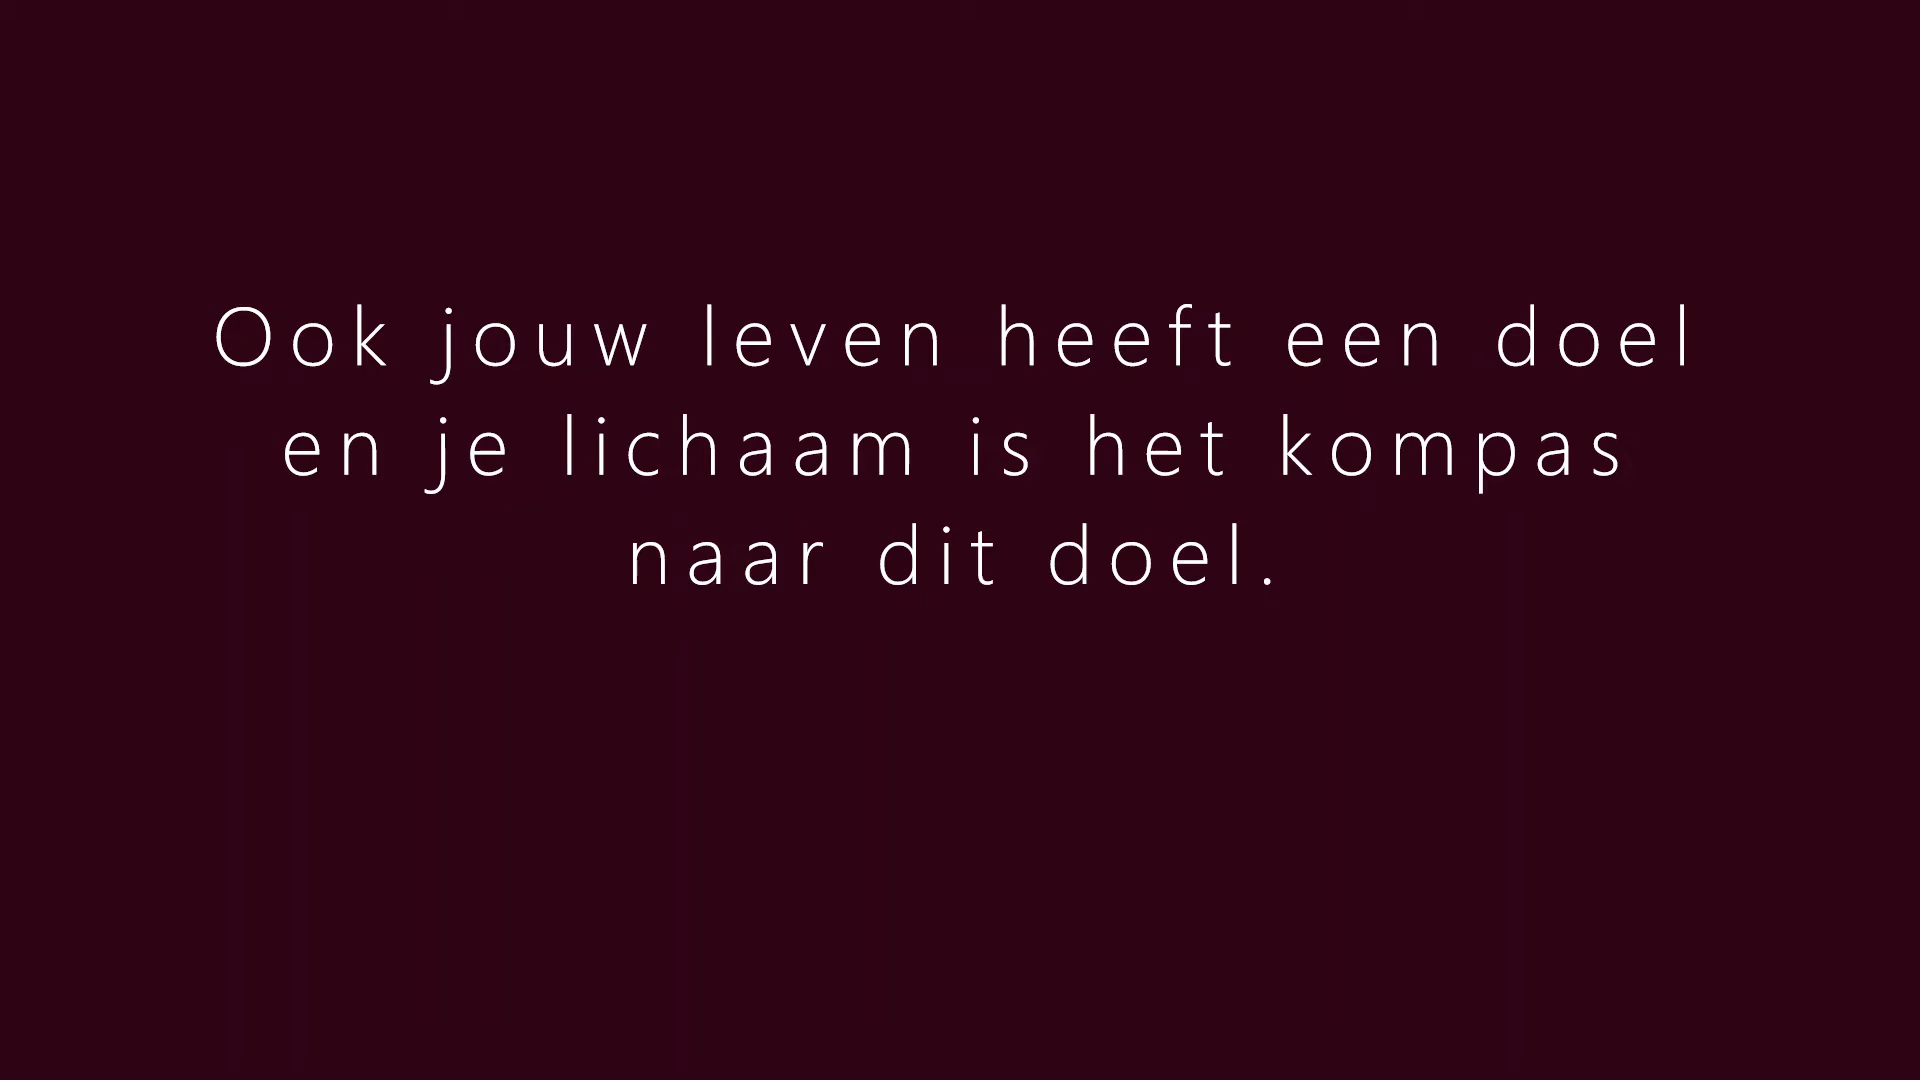 Ook jouw leven heeft een doel
en je lichaam is het kompas
naar dit doel.